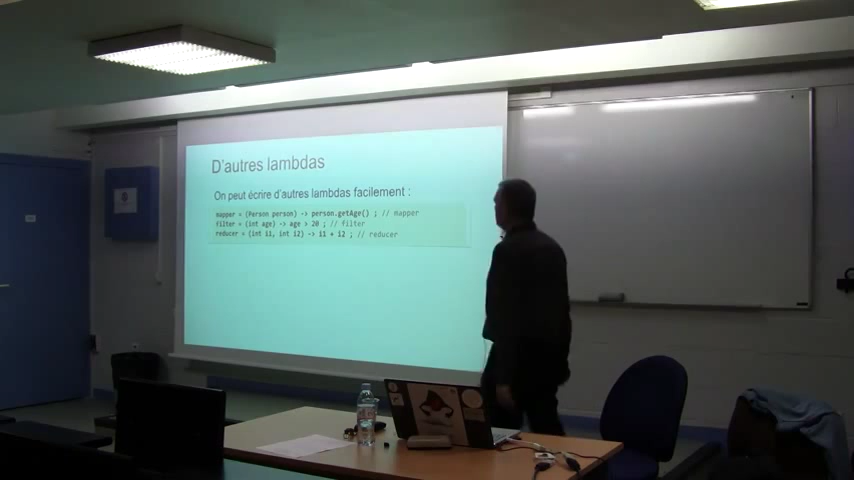 D'autres lambdas
On peut écrire d'autres lambdas facilement :
mapper = (Person person) -> person.getAge() ; // mapper
filter = (int age) -> age > 20 ; // filter
reducer = (int i1, int i2) -> i1 + i2 ; // reducer